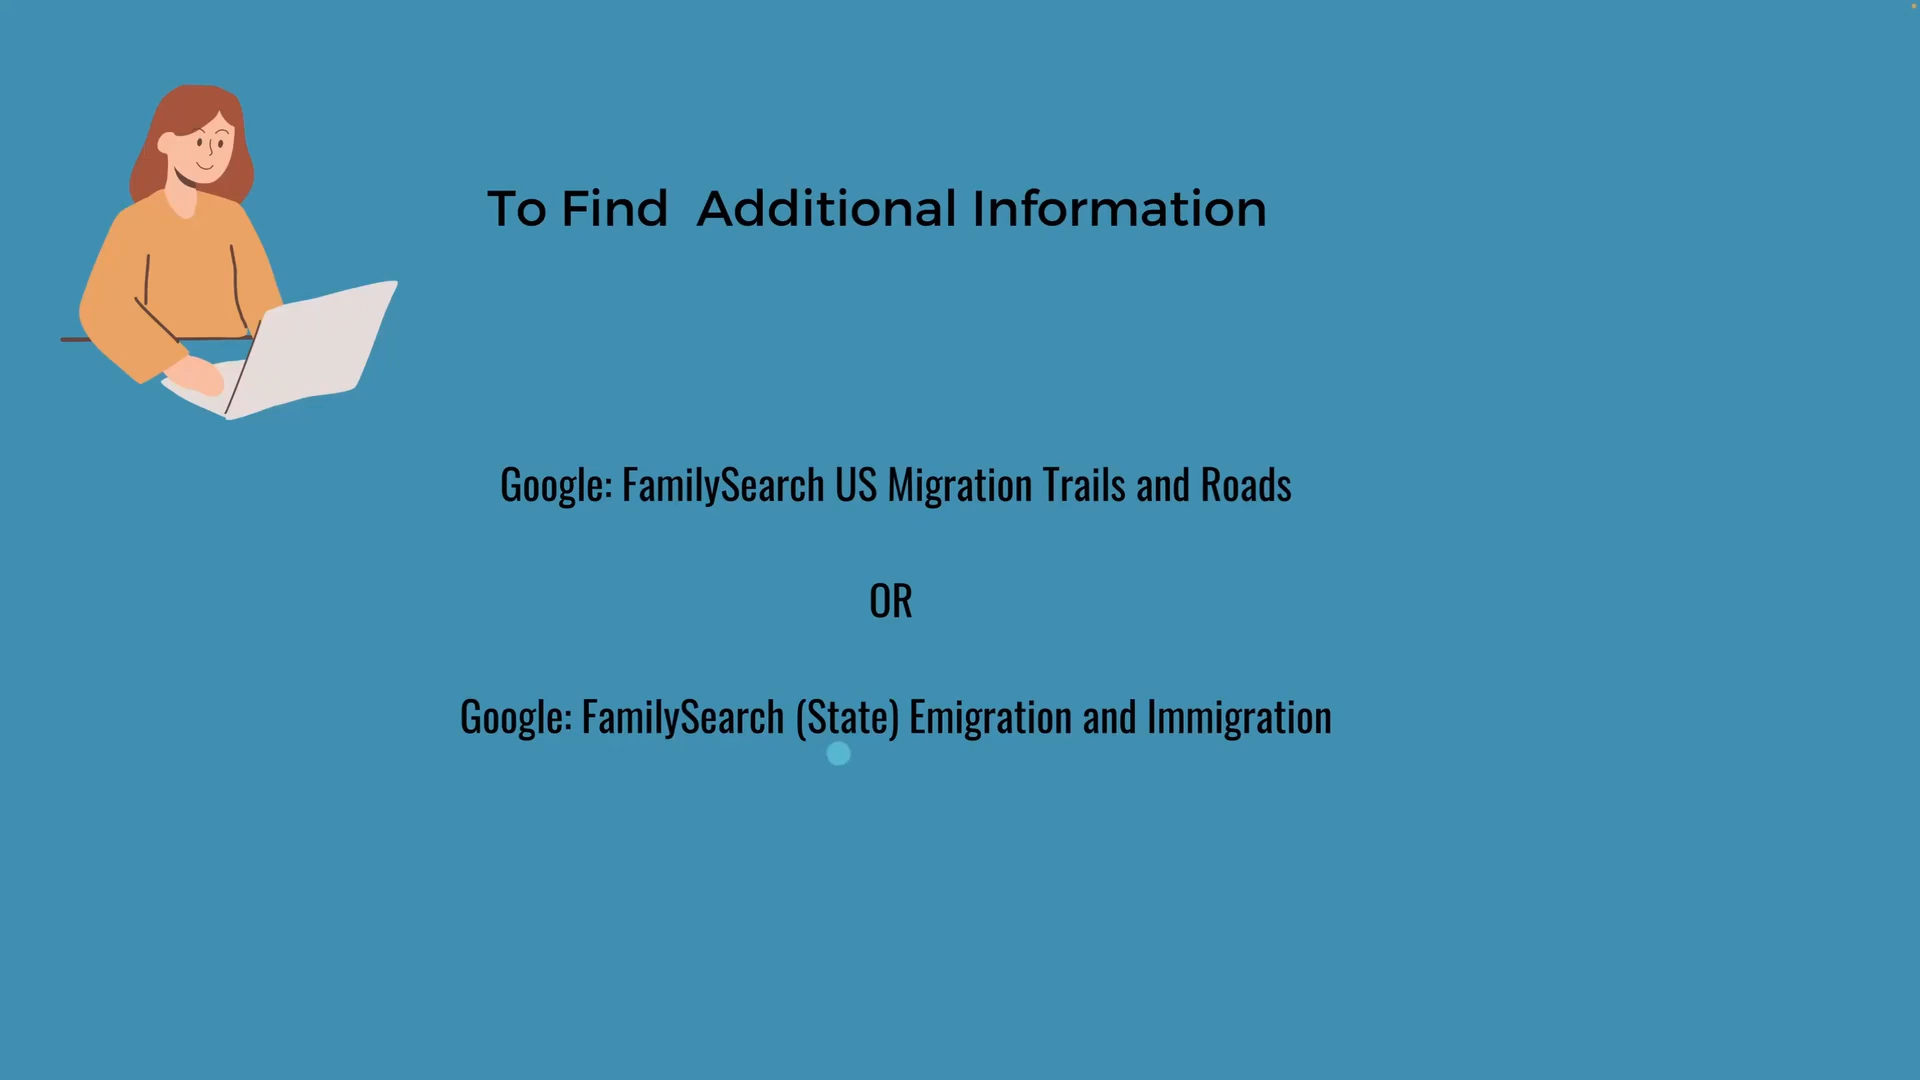 To Find  Additional Information
Google: FamilySearch US Migration Trails and Roads
OR
Google: FamilySearch (State) Emigration and Immigration